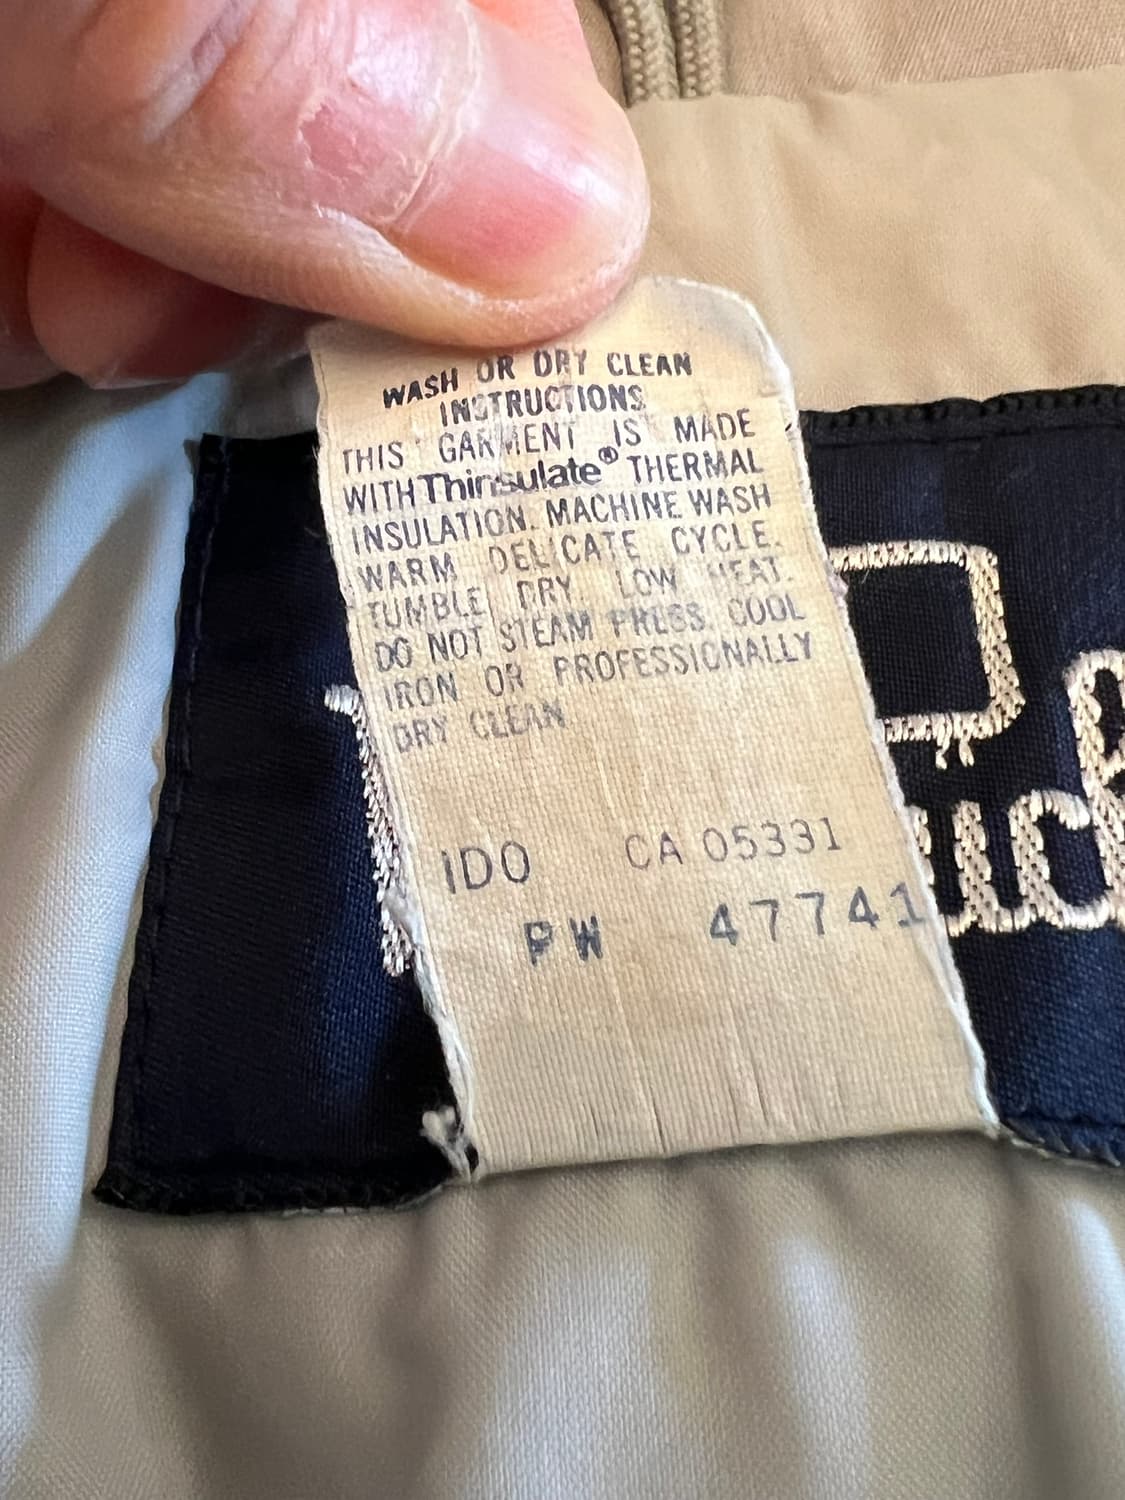 WASH OR DRY CLEAN
INSTRUCTIONS
THIS GARMENT IS MADE
WITH Thinsulate® THERMAL
INSULATION. MACHINE WASH
WARM DELICATE CYCLE.
TUMBLE DRY. LOW HEAT.
DO NOT STEAM PRESS. COOL
IRON OR PROFESSIONALLY
DRY CLEAN
IDO CA 05331
PW 47741